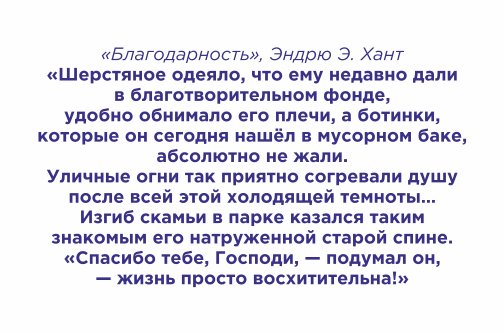 «Благодарность», Эндрю Э. Хант
«Шерстяное одеяло, что ему недавно дали
в благотворительном фонде,
удобно обнимало его плечи, а ботинки,
которые он сегодня нашёл в мусорном баке,
абсолютно не жали.
Уличные огни так приятно согревали душу
после всей этой холодящей темноты...
Изгиб скамьи в парке казался таким
знакомым его натруженной старой спине.
«Спасибо тебе, Господи, — подумал он,
— жизнь просто восхитительна!»